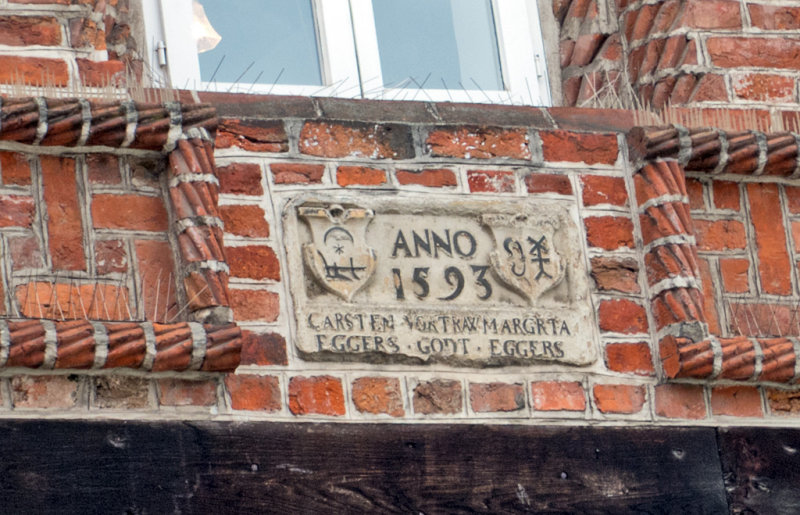 ANNO
1593
CARSTEN VORTRAV MARGRTA
EGGERS · GODT · EGGERS